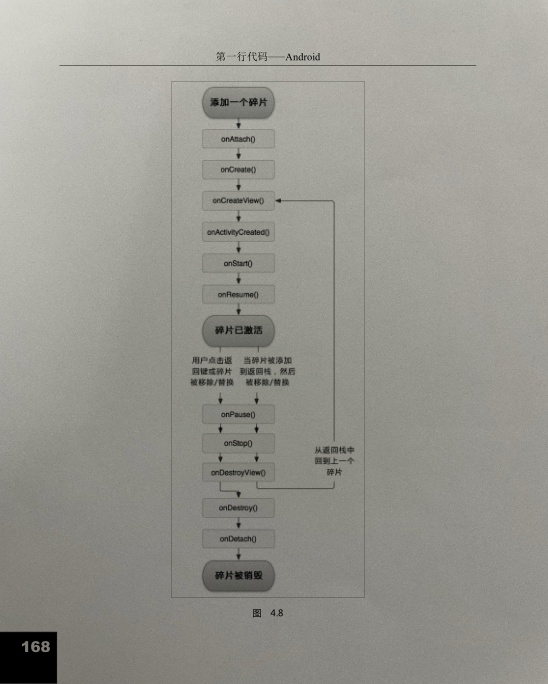 第一行代码——Android
添加一个碎片
onAttach()
onCreate()
onCreateView()
onActivityCreated()
onStart()
onResume()
碎片已激活
用户点击返
回键或碎片
被移除/替换
当碎片被添加
到返回栈，然后
被移除/替换
onPause()
onStop()
onDestroyView()
从返回栈中
回到上一个
碎片
onDestroy()
onDetach()
碎片被销毁
图 4.8
168